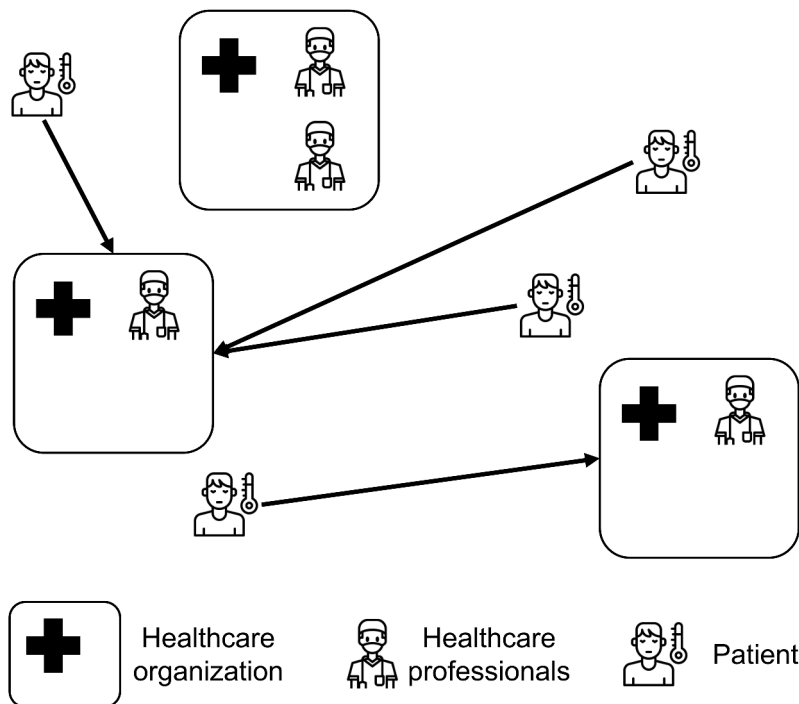 Healthcare
organization
Healthcare
professionals
Patient